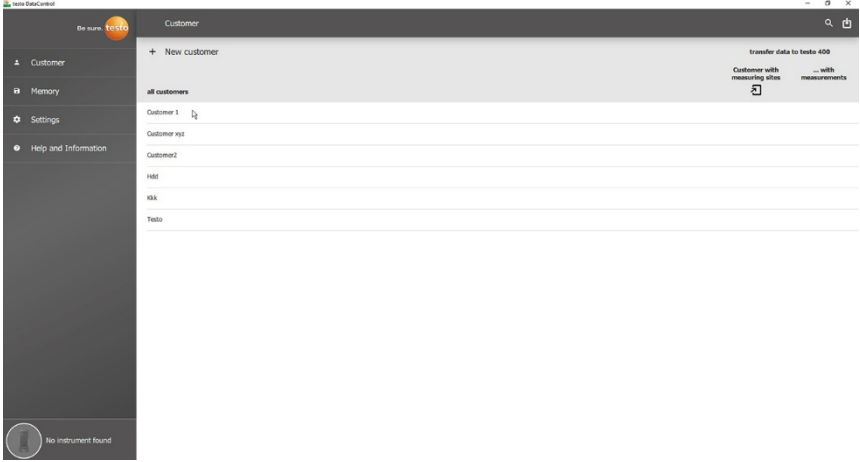 testo DataControl
Be sure. testo
Customer
Memory
Settings
Help and Information
No instrument found
Customer
+ New customer
transfer data to testo 400
Customer with
measuring sites
... with
measurements
all customers
Customer 1
Customer xyz
Customer2
Hdd
Kkk
Testo